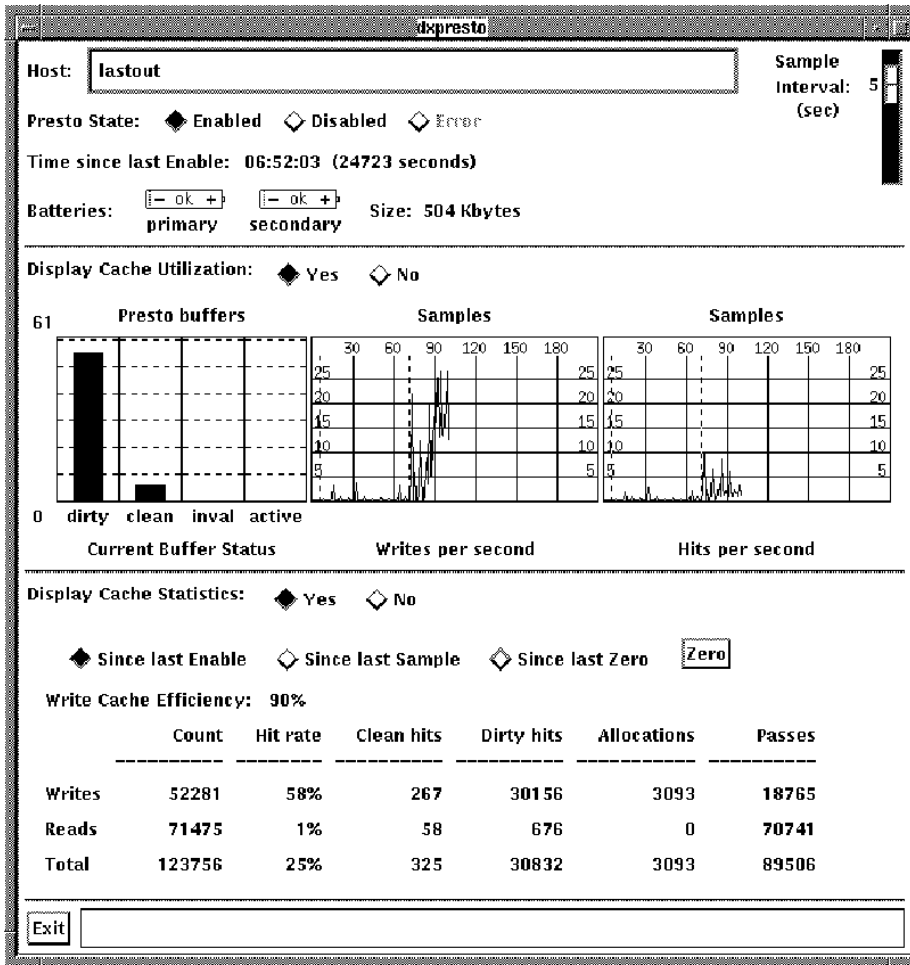 dxpresto
Host: lastout
Sample
Interval: 5
(sec)
Presto State: Enabled Disabled Error
Time since last Enable: 06:52:03 (24723 seconds)
Batteries: – ok + – ok + Size: 504 Kbytes
primary secondary
Display Cache Utilization: Yes No
61 Presto buffers Samples Samples
30 60 90 120 150 180 30 60 90 120 150 180
25 25 25 25
20 20 20 20
15 15 15 15
10 10 10 10
5 5 5 5
0 dirty clean inval active
Current Buffer Status Writes per second Hits per second
Display Cache Statistics: Yes No
Since last Enable Since last Sample Since last Zero Zero
Write Cache Efficiency: 90%
Count Hit rate Clean hits Dirty hits Allocations Passes
Writes 52281 58% 267 30156 3093 18765
Reads 71475 1% 58 676 0 70741
Total 123756 25% 325 30832 3093 89506
Exit